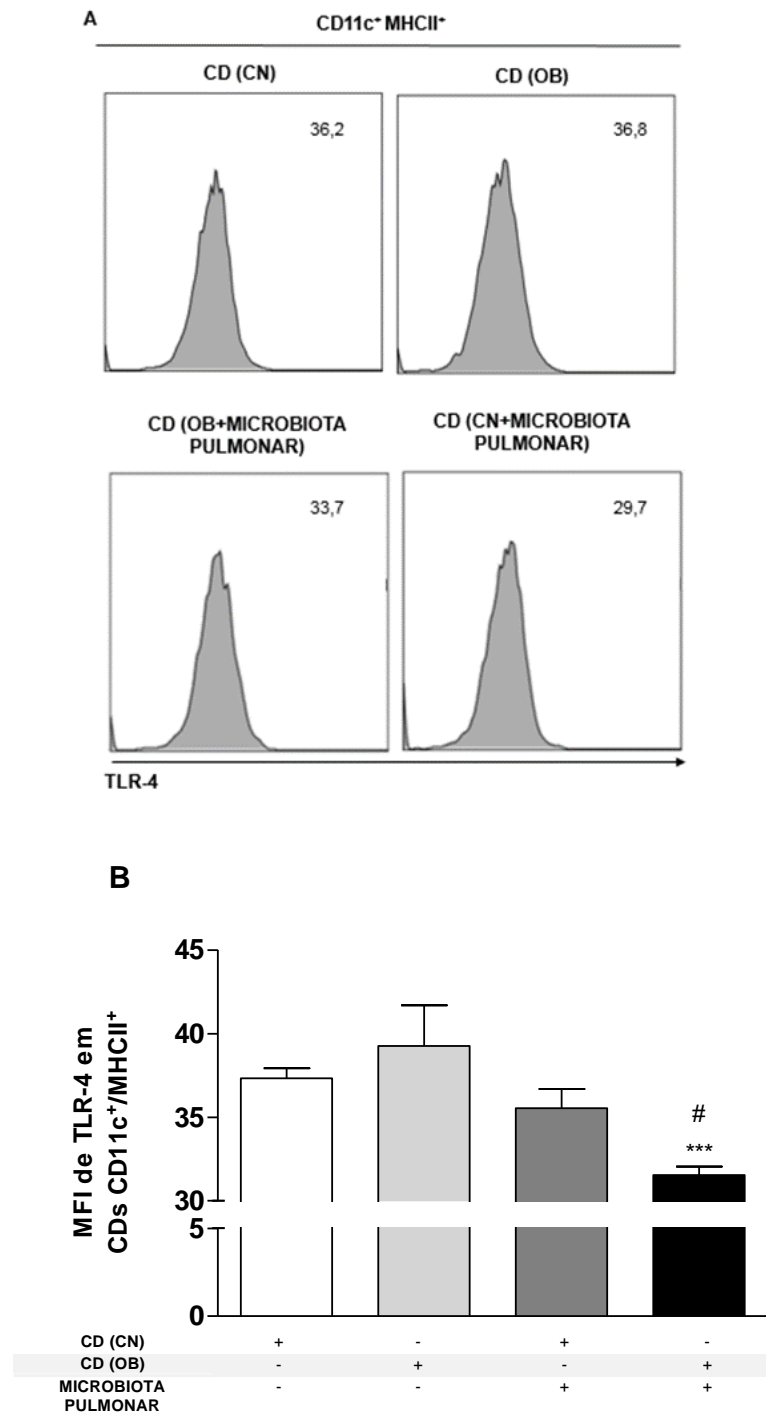 A
CD11c+ MHCII+
CD (CN)
CD (OB)
36,2
36,8
CD (OB+MICROBIOTA
PULMONAR)
CD (CN+MICROBIOTA
PULMONAR)
33,7
29,7
TLR-4
B
MFI de TLR-4 em
CDs CD11c+/MHCII+
45
40
35
30
5
0
#
***
CD (CN) + - + -
CD (OB) - + - +
MICROBIOTA
PULMONAR - - + +